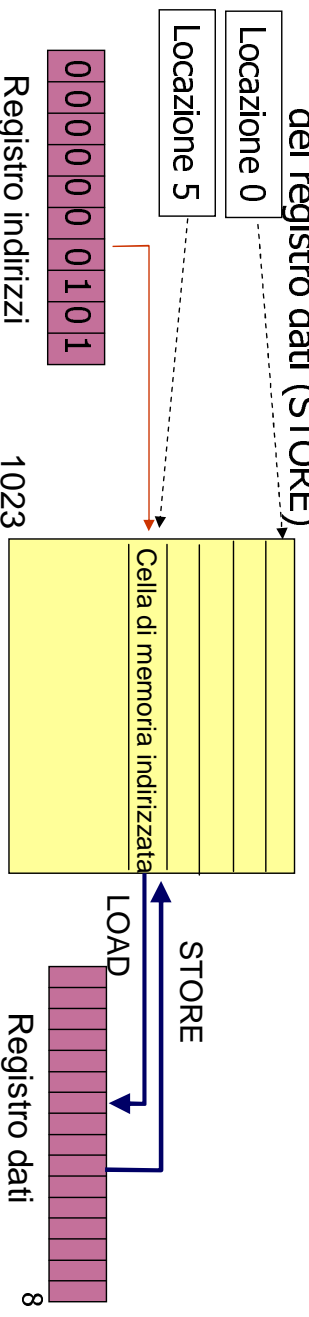 del registro dati (STORE)
Locazione 0
Locazione 5
0 0 0 0 0 0 0 1 0 1
Registro indirizzi
1023
Cella di memoria indirizzata
STORE
LOAD
Registro dati
8